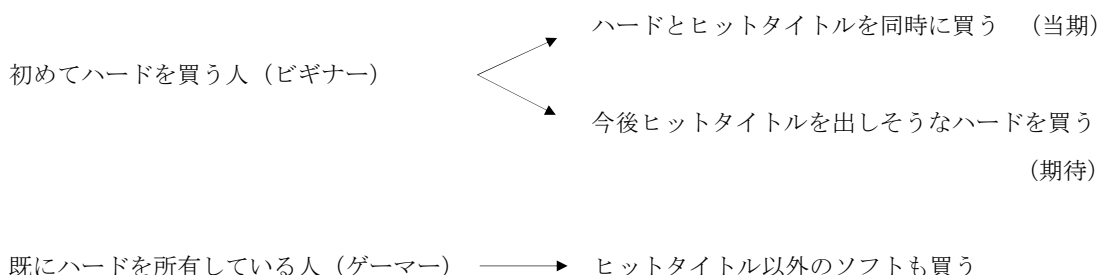 ハードとヒットタイトルを同時に買う （当期）
初めてハードを買う人（ビギナー）
今後ヒットタイトルを出しそうなハードを買う
（期待）
既にハードを所有している人（ゲーマー） ヒットタイトル以外のソフトも買う